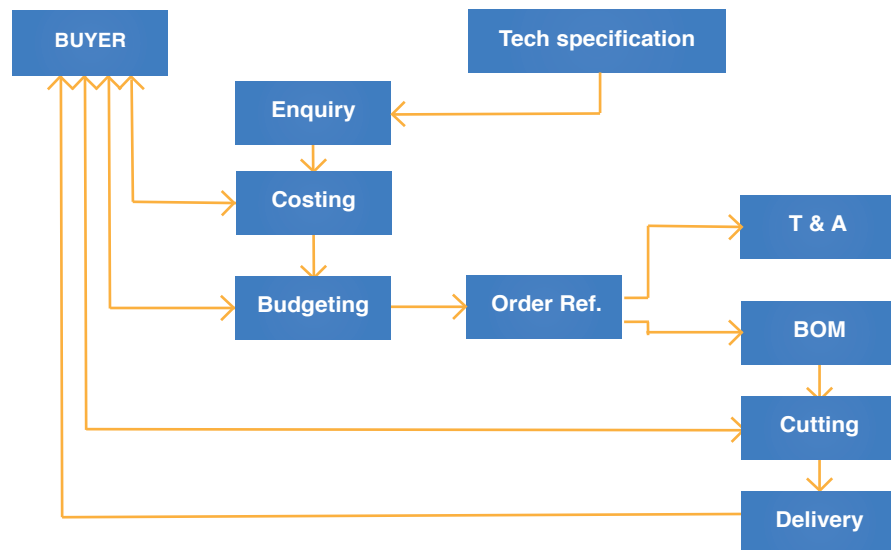 BUYER
Tech specification
Enquiry
Costing
T & A
Budgeting
Order Ref.
BOM
Cutting
Delivery